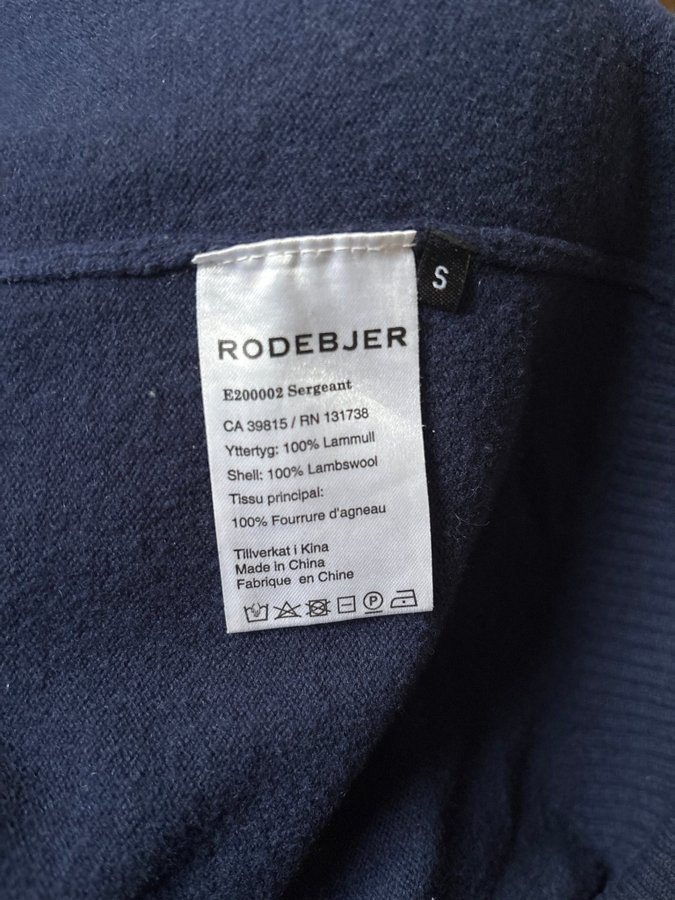 S
RODEBJER
E200002 Sergeant
CA 39815 / RN 131738
Yttertyg: 100% Lammull
Shell: 100% Lambswool
Tissu principal:
100% Fourrure d'agneau
Tillverkat i Kina
Made in China
Fabrique en Chine
P